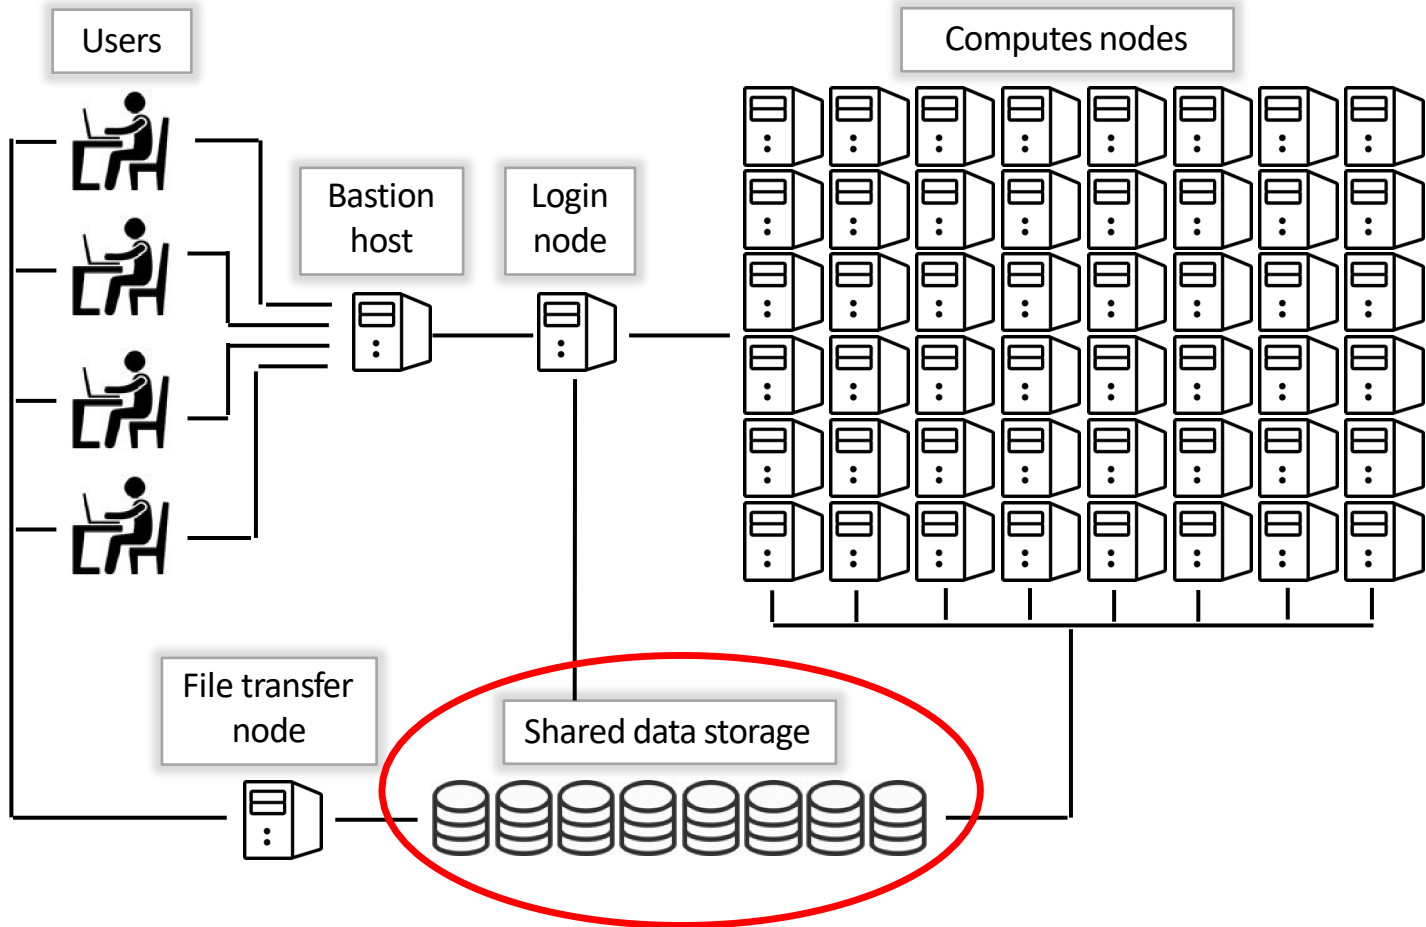 Users
Computes nodes
Bastion
host
Login
node
File transfer
node
Shared data storage